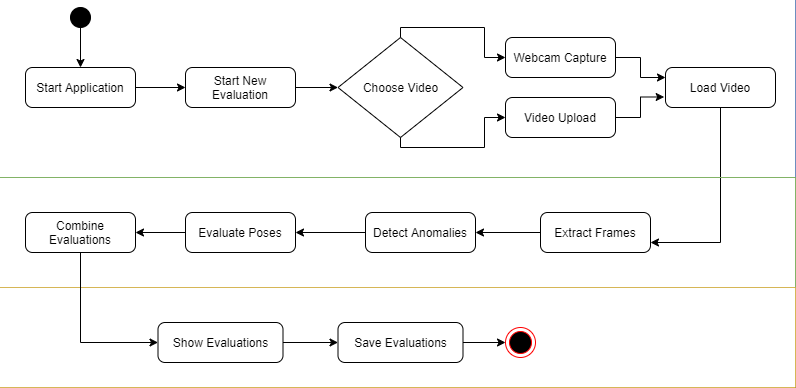 Start Application
Start New
Evaluation
Choose Video
Webcam Capture
Video Upload
Load Video
Combine
Evaluations
Evaluate Poses
Detect Anomalies
Extract Frames
Show Evaluations
Save Evaluations